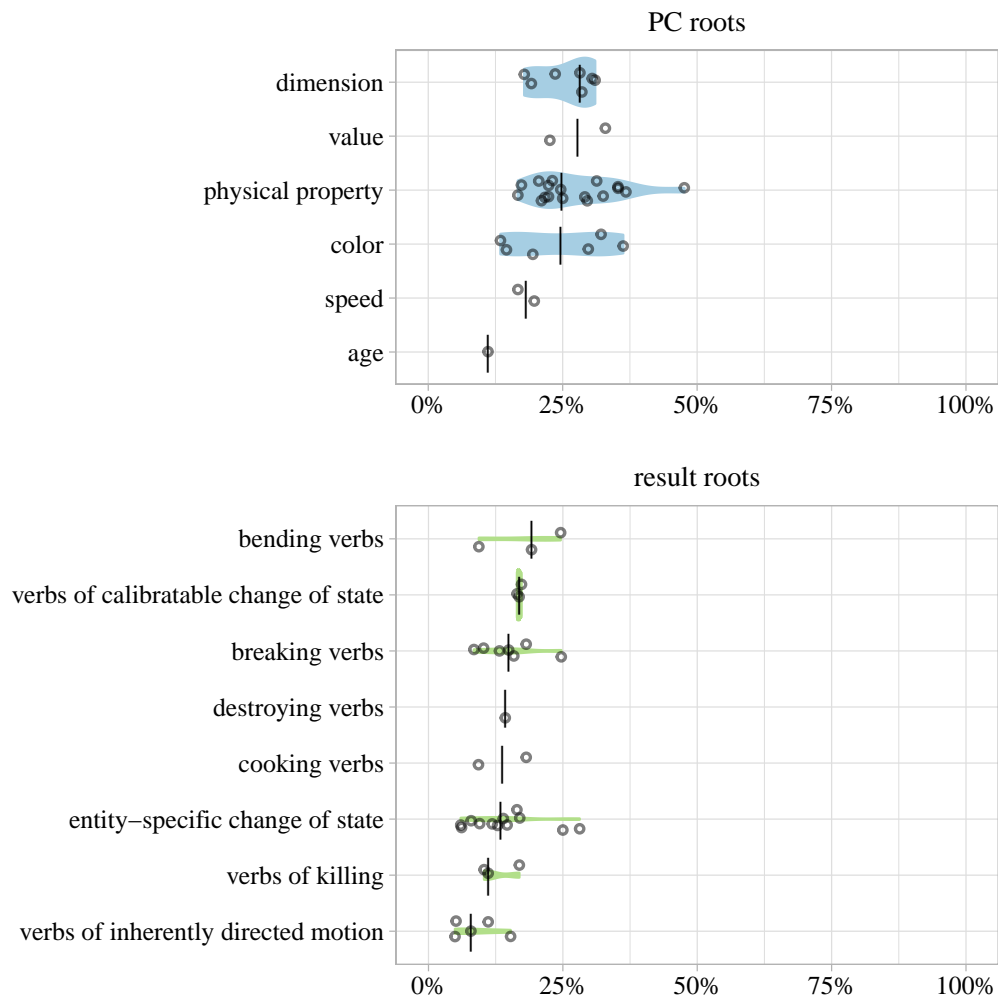 PC roots
dimension
value
physical property
color
speed
age
0% 25% 50% 75% 100%
result roots
bending verbs
verbs of calibratable change of state
breaking verbs
destroying verbs
cooking verbs
entity−specific change of state
verbs of killing
verbs of inherently directed motion
0% 25% 50% 75% 100%